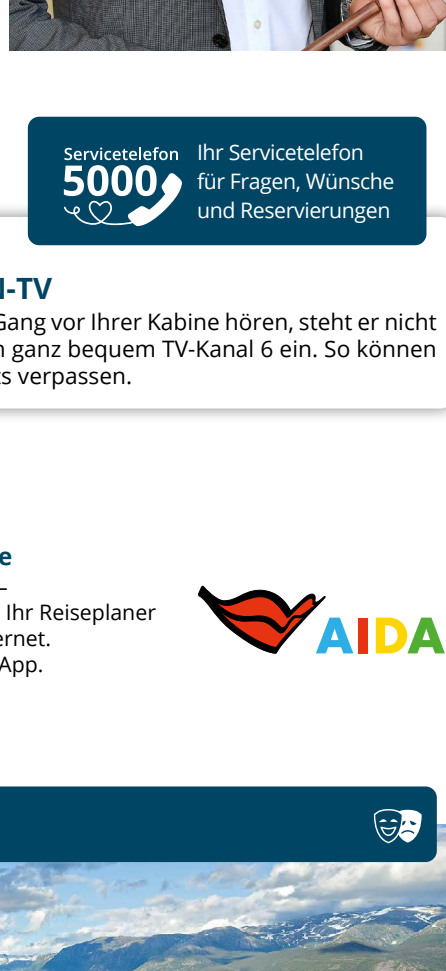 Servicetelefon
5000
Ihr Servicetelefon
für Fragen, Wünsche
und Reservierungen
-TV
Gang vor Ihrer Kabine hören, steht er nicht
ganz bequem TV-Kanal 6 ein. So können
verpassen.
Ihr Reiseplaner
App.
AIDA